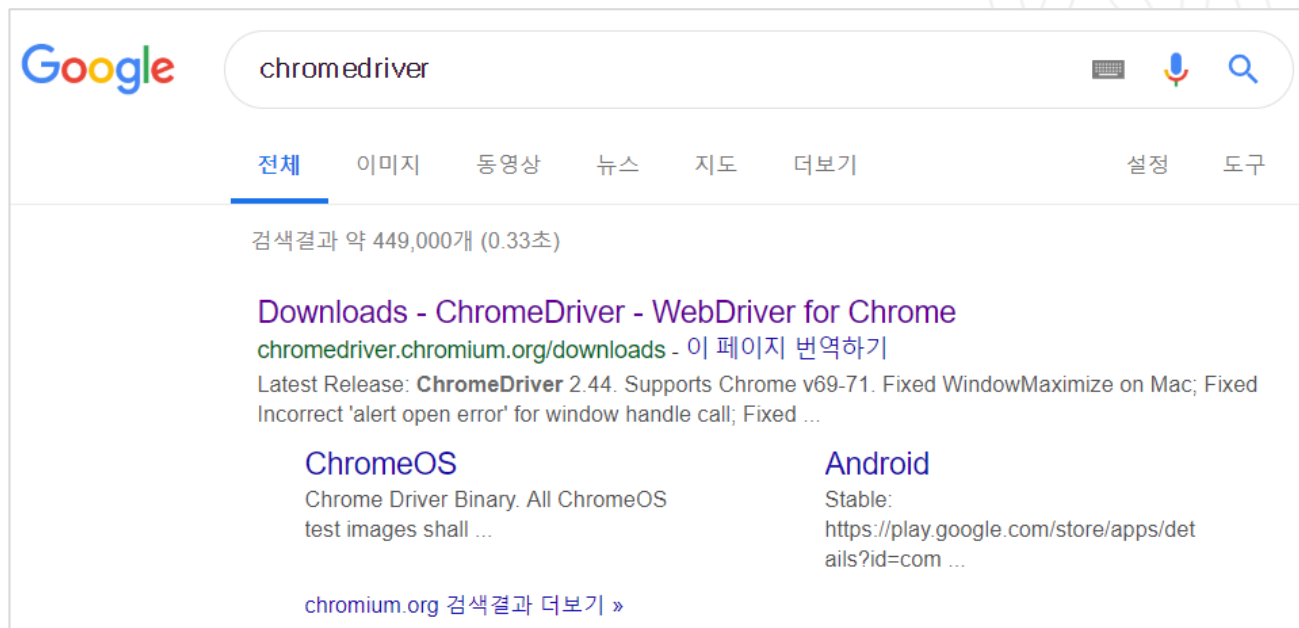 Google
chromedriver
전체 이미지 동영상 뉴스 지도 더보기 설정 도구
검색결과 약 449,000개 (0.33초)
Downloads - ChromeDriver - WebDriver for Chrome
chromedriver.chromium.org/downloads - 이 페이지 번역하기
Latest Release: ChromeDriver 2.44. Supports Chrome v69-71. Fixed WindowMaximize on Mac; Fixed
Incorrect 'alert open error' for window handle call; Fixed ...
ChromeOS
Chrome Driver Binary. All ChromeOS
test images shall ...
Android
Stable:
https://play.google.com/store/apps/det
ails?id=com ...
chromium.org 검색결과 더보기 »